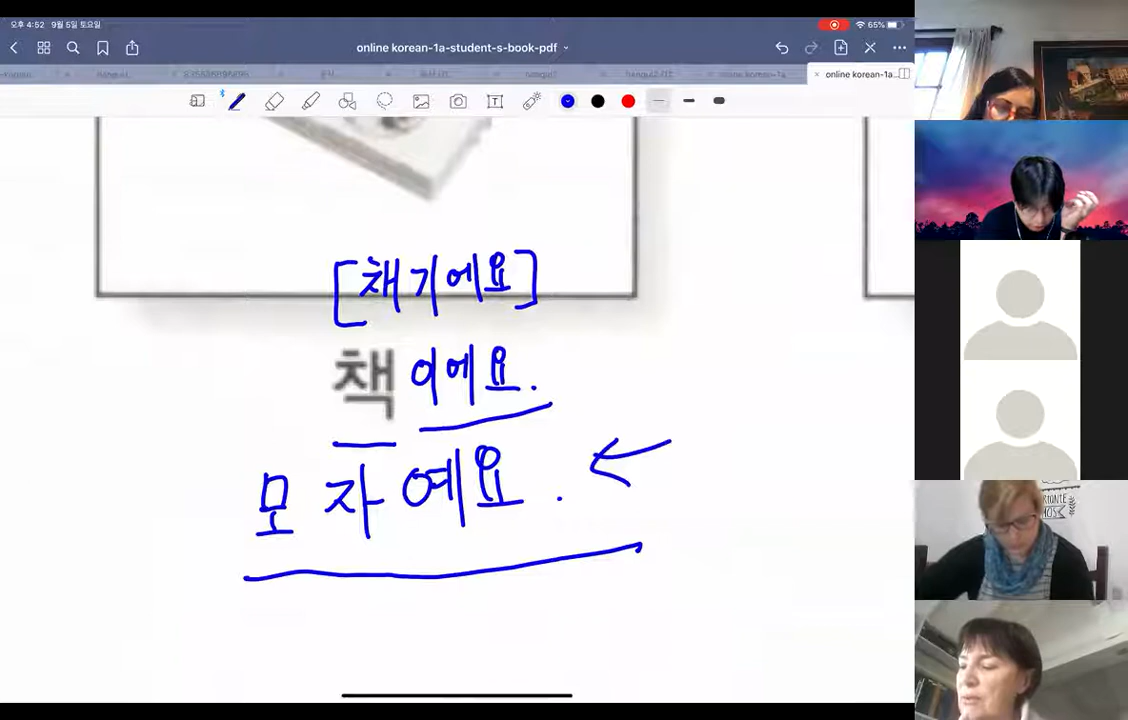 오후 4:52 9월 5일 토요일
65%
online korean-1a-student-s-book-pdf
online korean-1a
[채기에요]
책이에요.
모자예요.